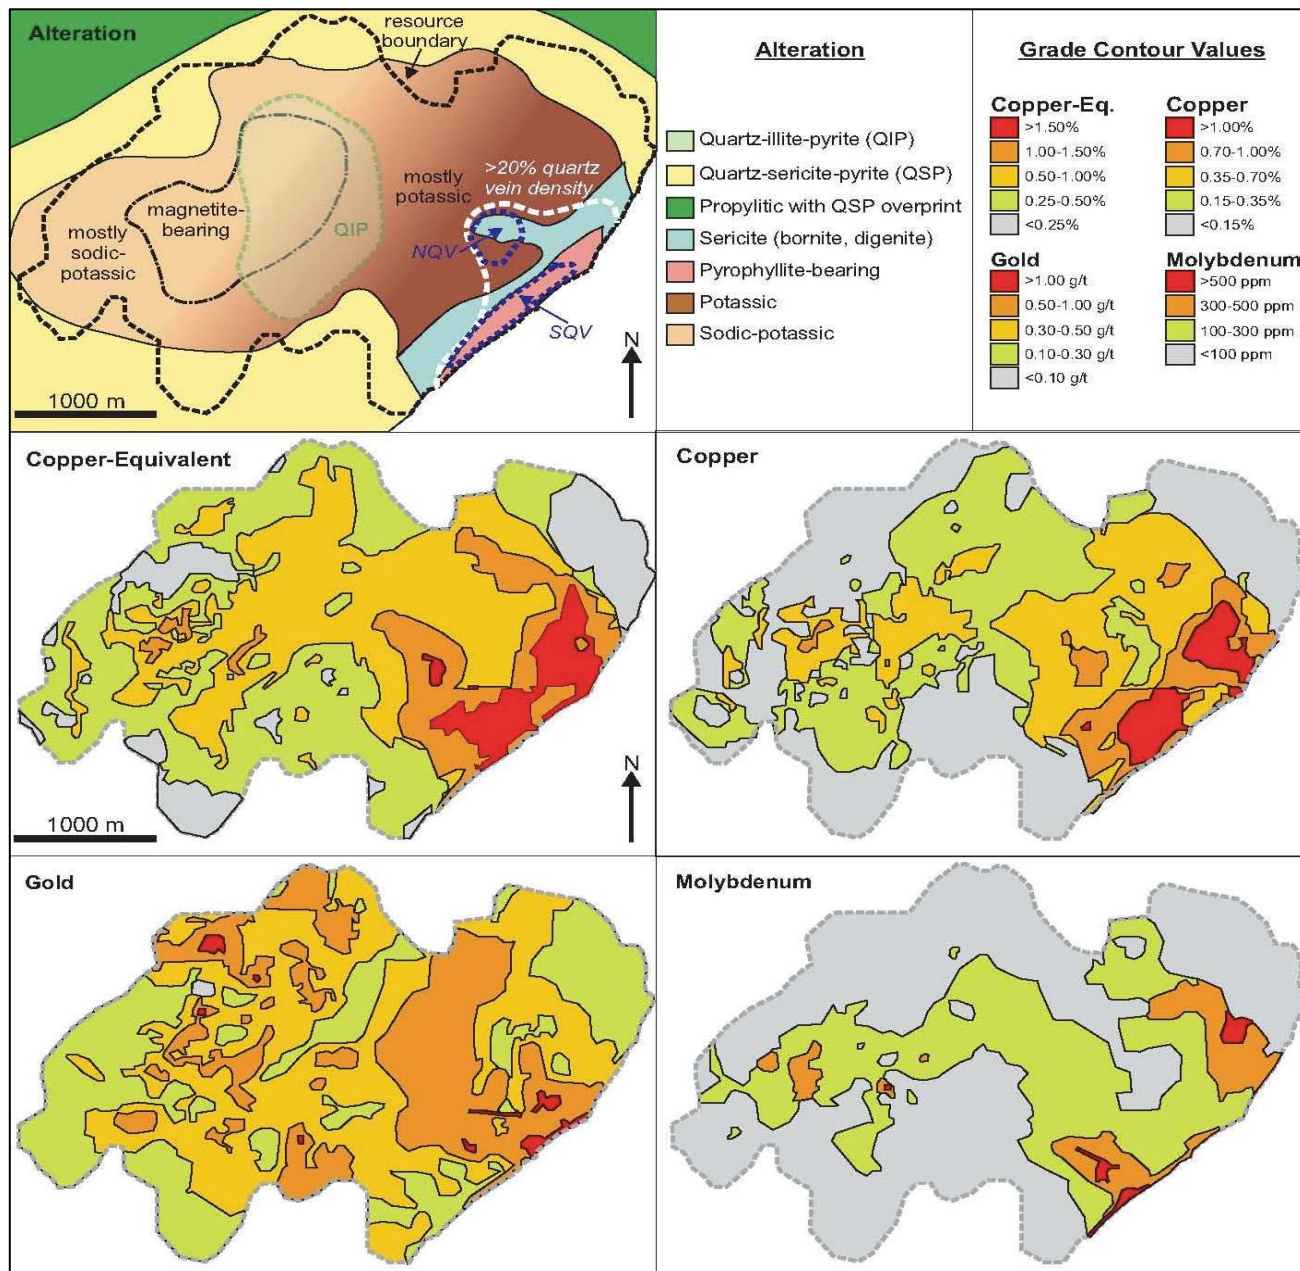 Alteration
resource
boundary
>20% quartz
vein density
mostly
potassic
magnetite-
bearing
QIP
NQV
mostly
sodic-
potassic
SQV
N
1000 m
Alteration
Quartz-illite-pyrite (QIP)
Quartz-sericite-pyrite (QSP)
Propylitic with QSP overprint
Sericite (bornite, digenite)
Pyrophyllite-bearing
Potassic
Sodic-potassic
Grade Contour Values
Copper-Eq.
>1.50%
1.00-1.50%
0.50-1.00%
0.25-0.50%
<0.25%
Copper
>1.00%
0.70-1.00%
0.35-0.70%
0.15-0.35%
<0.15%
Gold
>1.00 g/t
0.50-1.00 g/t
0.30-0.50 g/t
0.10-0.30 g/t
<0.10 g/t
Molybdenum
>500 ppm
300-500 ppm
100-300 ppm
<100 ppm
Copper-Equivalent
N
1000 m
Copper
Gold
Molybdenum